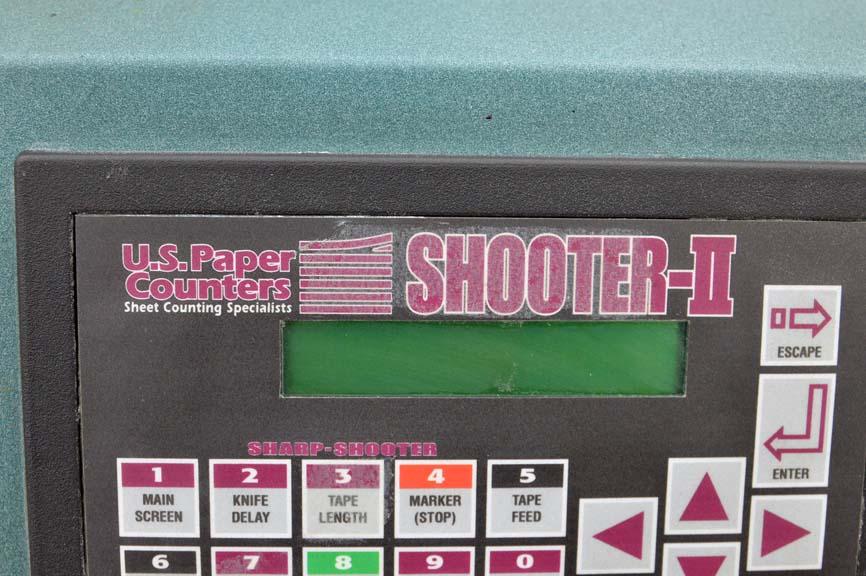 U.S. Paper
Counters
Sheet Counting Specialists
SHOOTER-II
ESCAPE
ENTER
SHARP-SHOOTER
1 2 3 4 5
MAIN SCREEN
KNIFE DELAY
TAPE LENGTH
MARKER (STOP)
TAPE FEED
6 7 8 9 0